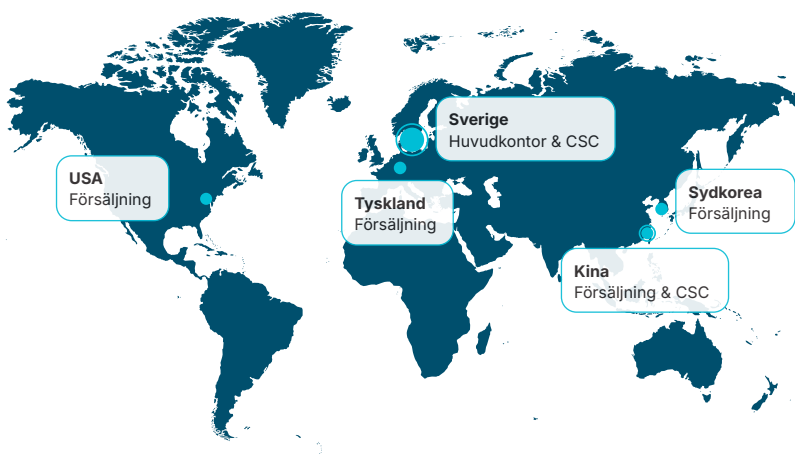 Sverige
Huvudkontor & CSC
USA
Försäljning
Tyskland
Försäljning
Sydkorea
Försäljning
Kina
Försäljning & CSC